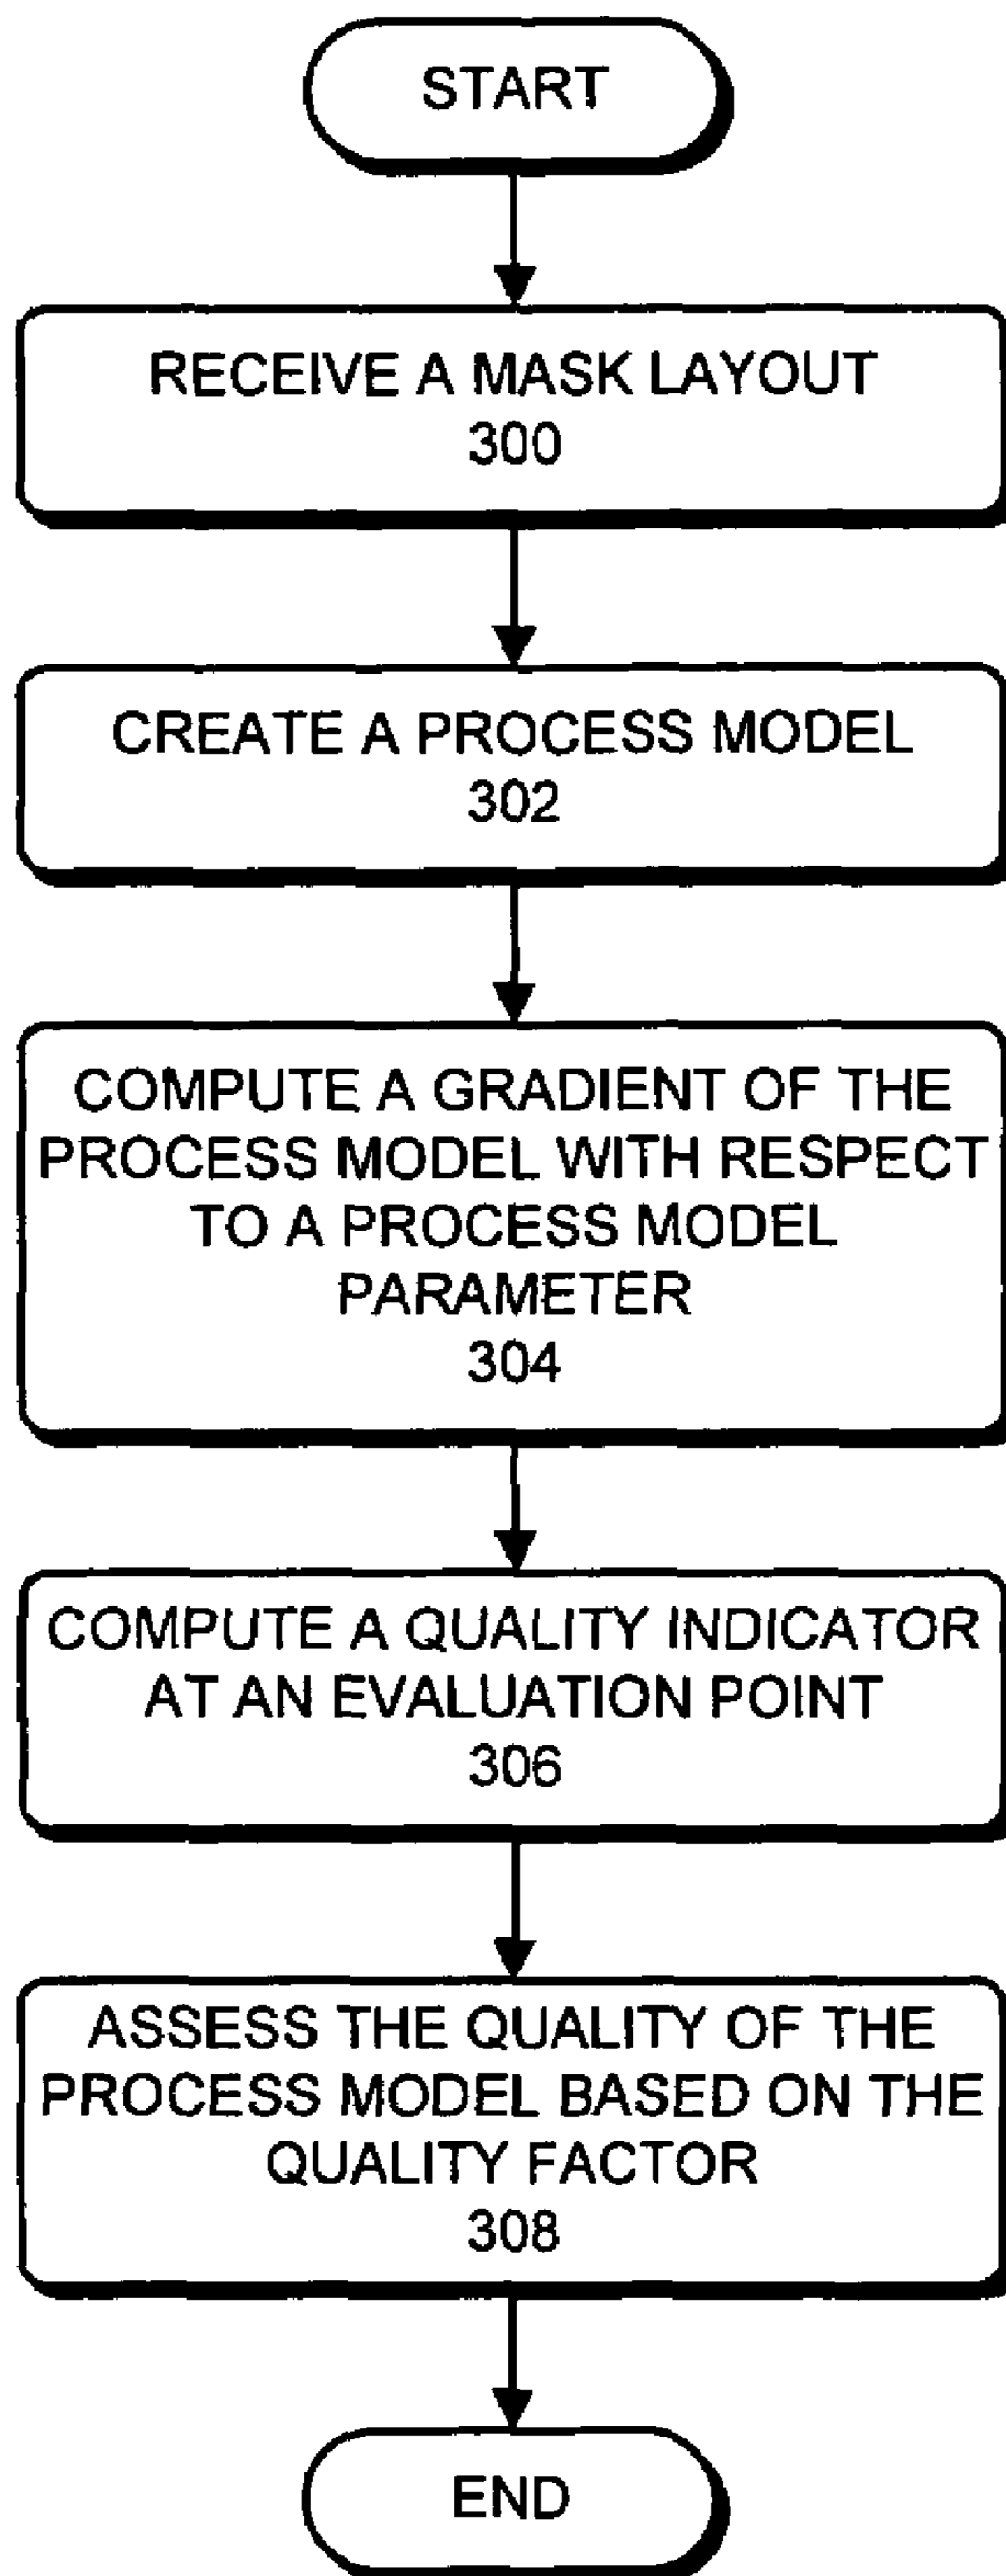 START
RECEIVE A MASK LAYOUT
300
CREATE A PROCESS MODEL
302
COMPUTE A GRADIENT OF THE
PROCESS MODEL WITH RESPECT
TO A PROCESS MODEL
PARAMETER
304
COMPUTE A QUALITY INDICATOR
AT AN EVALUATION POINT
306
ASSESS THE QUALITY OF THE
PROCESS MODEL BASED ON THE
QUALITY FACTOR
308
END